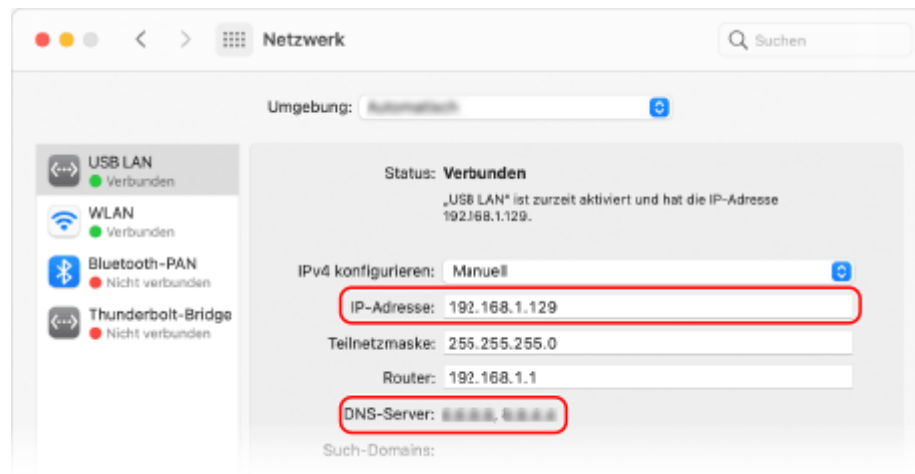 Netzwerk
Suchen
Umgebung:
USB LAN
Verbunden
WLAN
Verbunden
Bluetooth-PAN
Nicht verbunden
Thunderbolt-Bridge
Nicht verbunden
Status: Verbunden
„USB LAN“ ist zurzeit aktiviert und hat die IP-Adresse
192.168.1.129.
IPv4 konfigurieren: Manuell
IP-Adresse: 192.168.1.129
Teilnetzmaske: 255.255.255.0
Router: 192.168.1.1
DNS-Server:
Such-Domains: